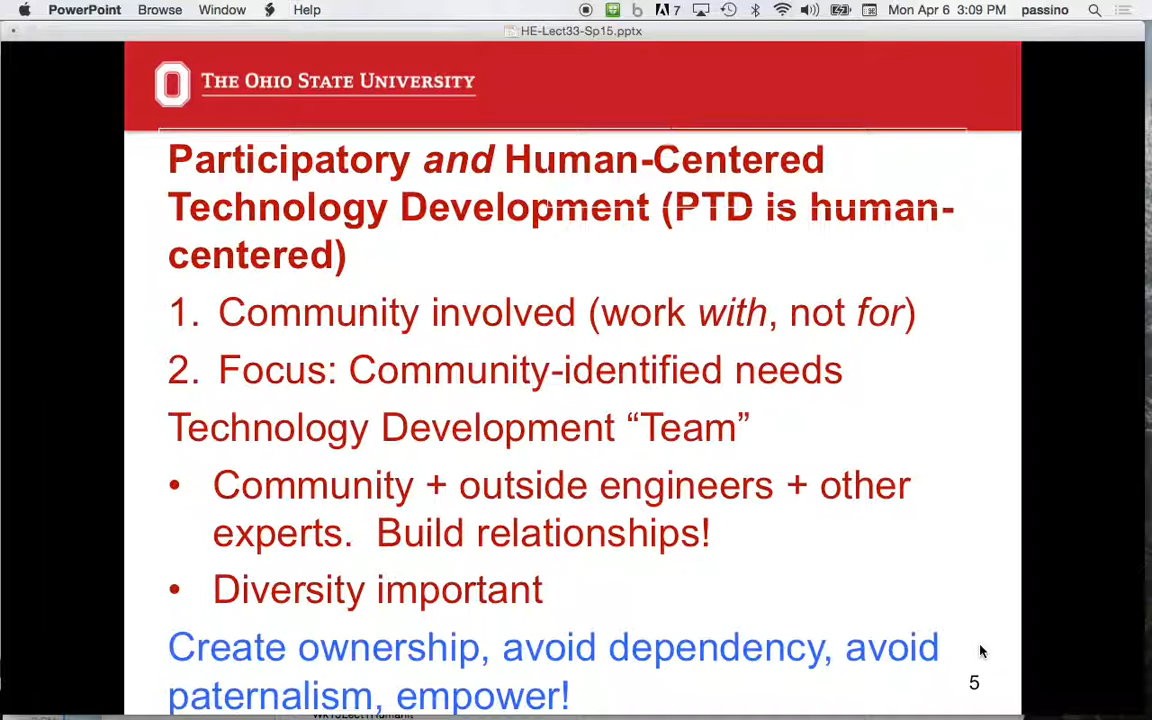 PowerPoint Browse Window Help 7 Mon Apr 6 3:09 PM passino
HE-Lect33-Sp15.pptx
THE OHIO STATE UNIVERSITY
Participatory and Human-Centered
Technology Development (PTD is human-
centered)
1. Community involved (work with, not for)
2. Focus: Community-identified needs
Technology Development “Team”
• Community + outside engineers + other
experts. Build relationships!
• Diversity important
Create ownership, avoid dependency, avoid
paternalism, empower!
5